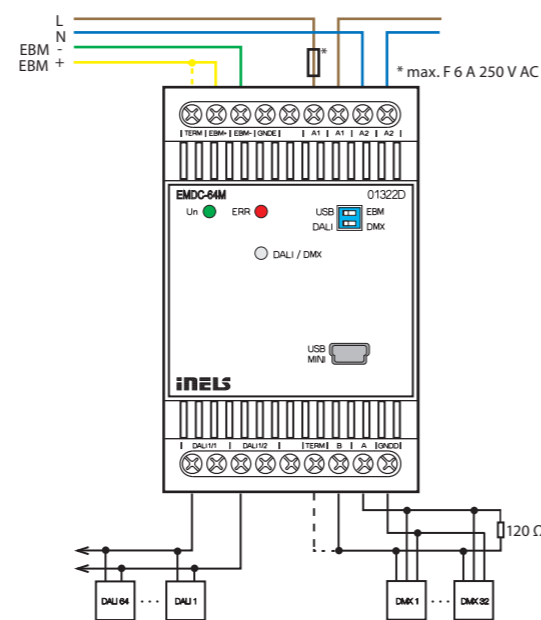 L
N
EBM -
EBM +
*
* max. F 6 A 250 V AC
TERM EBM+ EBM- GNDE A1 A1 A2 A2
EMDC-64M 01322D
Un ERR USB EBM
DALI DMX
DALI / DMX
USB
MINI
iNELS
DALI1/1 DALI1/2 TERM B A GNDD
120 Ω
DALI 64 ··· DALI 1 DMX 1 ··· DMX 32